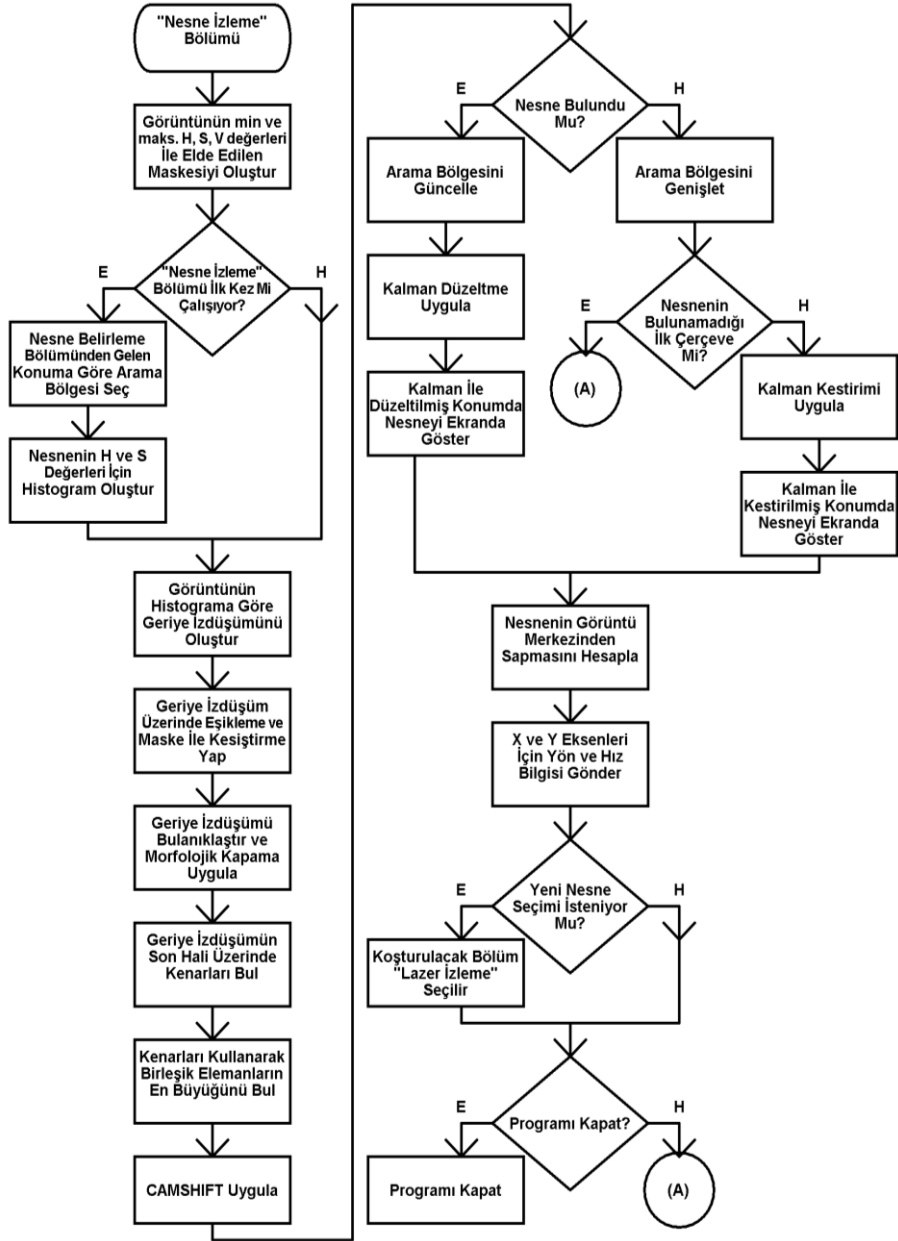 "Nesne İzleme"
Bölümü
Görüntünün min ve
maks. H, S, V değerleri
İle Elde Edilen
Maskesiyi Oluştur
E
H
"Nesne İzleme"
Bölümü İlk Kez Mi
Çalışıyor?
Nesne Belirleme
Bölümünden Gelen
Konuma Göre Arama
Bölgesi Seç
Nesnenin H ve S
Değerleri İçin
Histogram Oluştur
Görüntünün
Histograma Göre
Geriye İzdüşümünü
Oluştur
Geriye İzdüşüm
Üzerinde Eşikleme ve
Maske İle Kesiştirme
Yap
Geriye İzdüşümü
Bulanıklaştır ve
Morfolojik Kapama
Uygula
Geriye İzdüşümün
Son Hali Üzerinde
Kenarları Bul
Kenarları Kullanarak
Birleşik Elemanların
En Büyüğünü Bul
CAMSHIFT Uygula
E
H
Nesne Bulundu
Mu?
Arama Bölgesini
Güncelle
Kalman Düzeltme
Uygula
Kalman İle
Düzeltilmiş Konumda
Nesneyi Ekranda
Göster
Arama Bölgesini
Genişlet
E
H
Nesnenin
Bulunamadığı
İlk Çerçeve
Mi?
(A)
Kalman Kestirimi
Uygula
Kalman İle
Kestirilmiş Konumda
Nesneyi Ekranda
Göster
Nesnenin Görüntü
Merkezinden
Sapmasını Hesapla
X ve Y Eksenleri
İçin Yön ve Hız
Bilgisi Gönder
E
H
Yeni Nesne
Seçimi İsteniyor
Mu?
Koşturulacak Bölüm
"Lazer İzleme"
Seçilir
E
H
Programı Kapat?
Programı Kapat
(A)